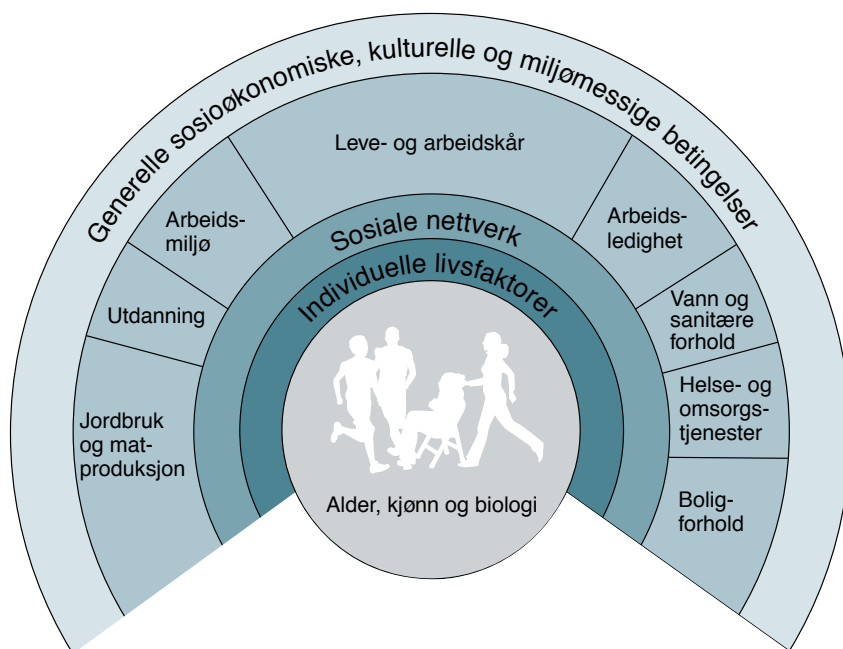 Generelle sosioøkonomiske, kulturelle og miljømessige betingelser
Leve- og arbeidskår
Arbeids-
miljø
Utdanning
Jordbruk
og mat-
produksjon
Arbeids-
ledighet
Vann og
sanitære
forhold
Helse- og
omsorgs-
tjenester
Bolig-
forhold
Sosiale nettverk
Individuelle livsfaktorer
Alder, kjønn og biologi